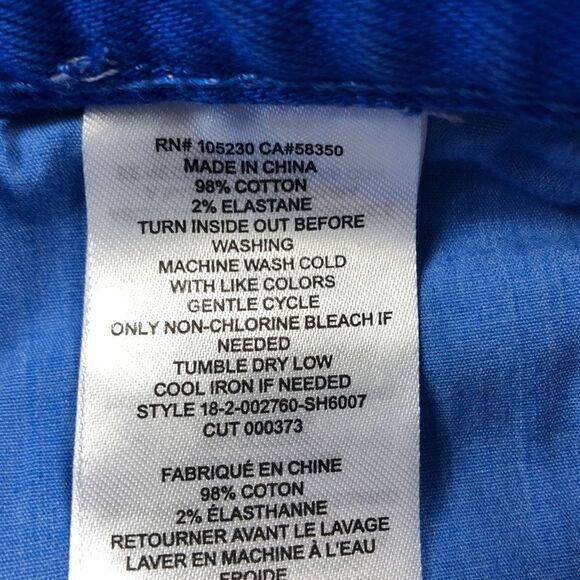 RN# 105230 CA#58350
MADE IN CHINA
98% COTTON
2% ELASTANE
TURN INSIDE OUT BEFORE
WASHING
MACHINE WASH COLD
WITH LIKE COLORS
GENTLE CYCLE
ONLY NON-CHLORINE BLEACH IF
NEEDED
TUMBLE DRY LOW
COOL IRON IF NEEDED
STYLE 18-2-002760-SH6007
CUT 000373
FABRIQUÉ EN CHINE
98% COTON
2% ÉLASTHANNE
RETOURNER AVANT LE LAVAGE
LAVER EN MACHINE À L'EAU
FROIDE